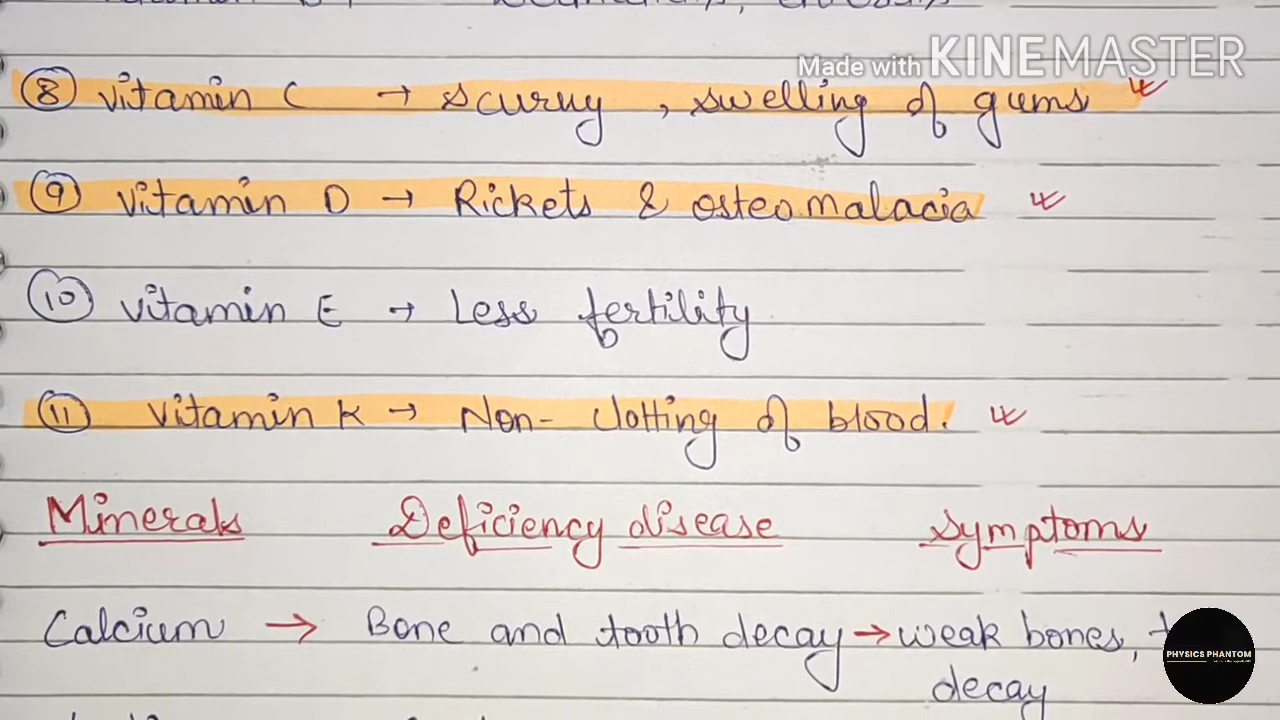 Made with KINEMASTER
8 vitamin C → scurvy, swelling of gums
9 vitamin D → Rickets & osteomalacia
10 vitamin E → Less fertility
11 vitamin K → Non-clotting of blood.
Minerals Deficiency disease Symptoms
Calcium → Bone and tooth decay → weak bones,
decay
PHYSICS PHANTOM